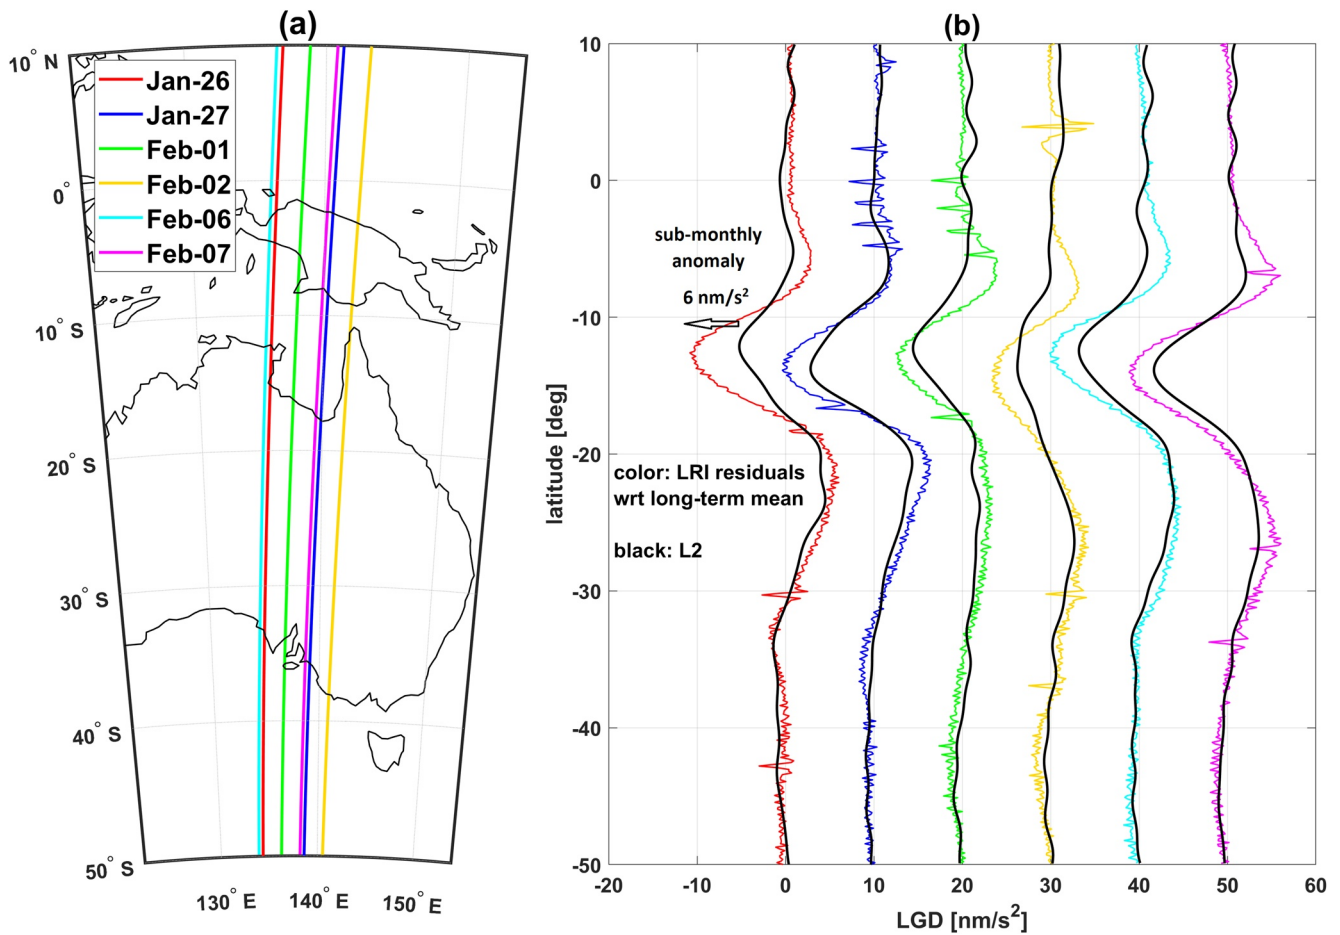 (a)
10° N
0°
10° S
20° S
30° S
40° S
50° S
130° E
140° E
150° E
Jan-26
Jan-27
Feb-01
Feb-02
Feb-06
Feb-07
(b)
latitude [deg]
10
0
-10
-20
-30
-40
-50
sub-monthly
anomaly
6 nm/s²
color: LRI residuals
wrt long-term mean
black: L2
-20
-10
0
10
20
30
40
50
60
LGD [nm/s²]